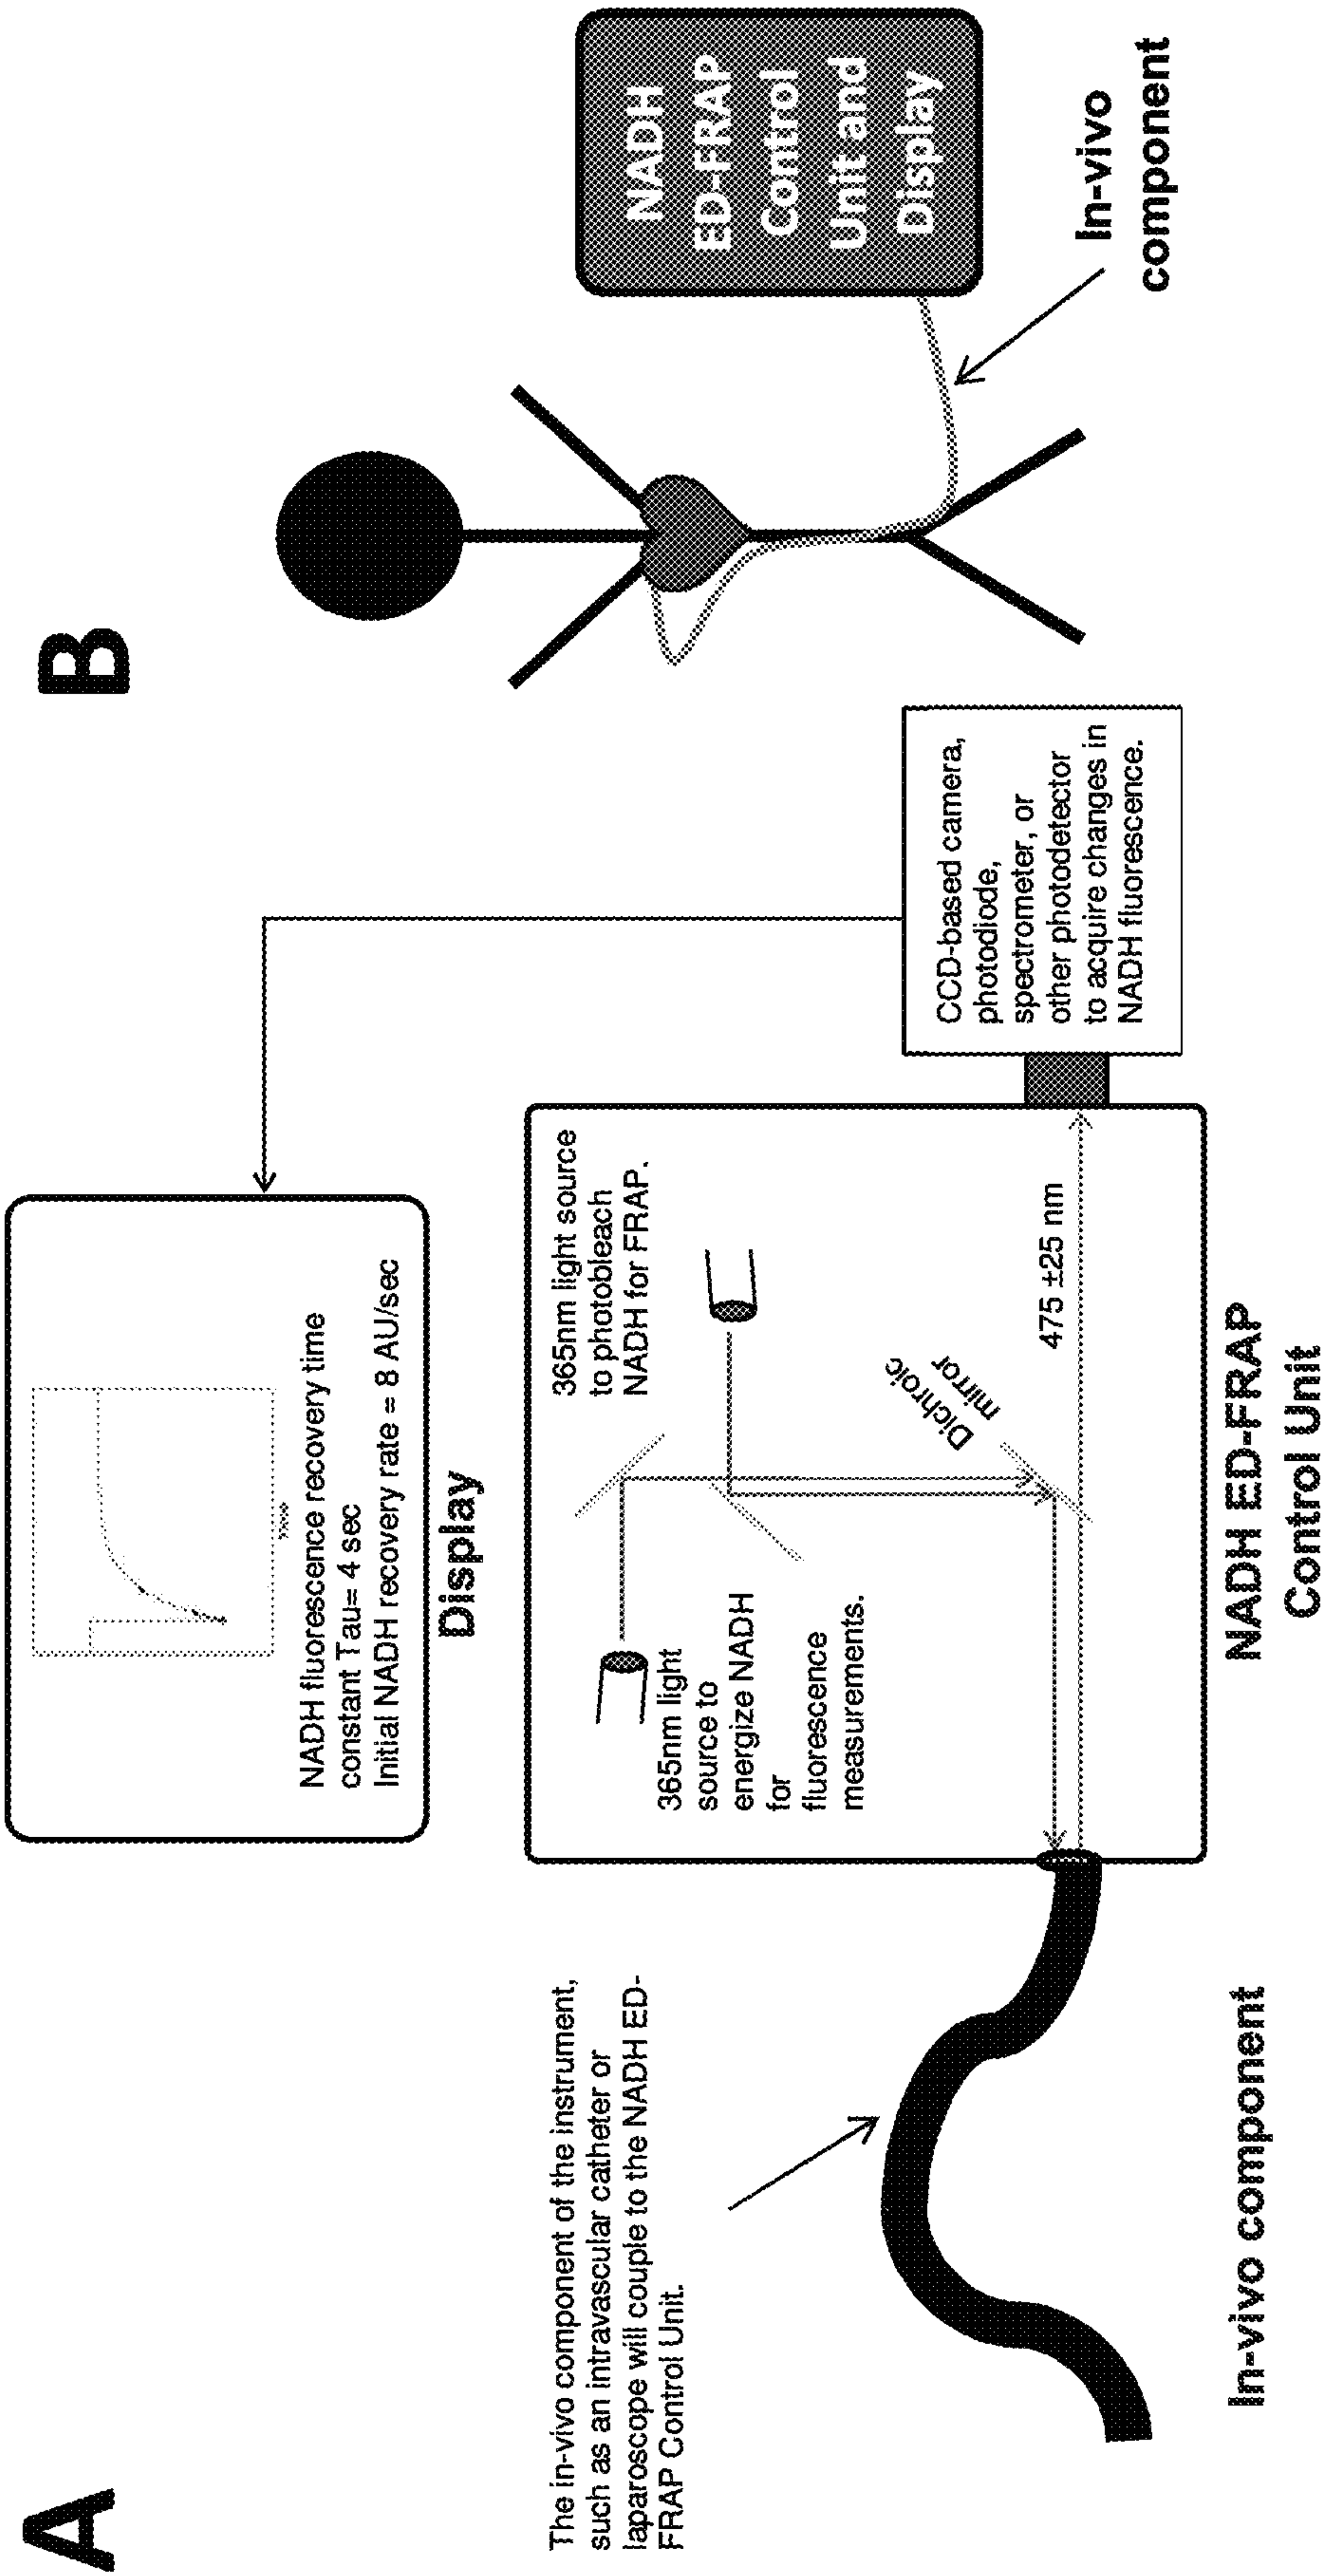 A
The in-vivo component of the instrument,
such as an intravascular catheter or
laparoscope will couple to the NADH ED-
FRAP Control Unit.
In-vivo component
NADH fluorescence recovery time
constant Tau= 4 sec
Initial NADH recovery rate = 8 AU/sec
Display
365nm light
source to
energize NADH
for
fluorescence
measurements.
365nm light source
to photobleach
NADH for FRAP.
Dichroic
mirror
475 ±25 nm
NADH ED-FRAP
Control Unit
CCD-based camera,
photodiode,
spectrometer, or
other photodetector
to acquire changes in
NADH fluorescence.
B
NADH
ED-FRAP
Control
Unit and
Display
In-vivo
component